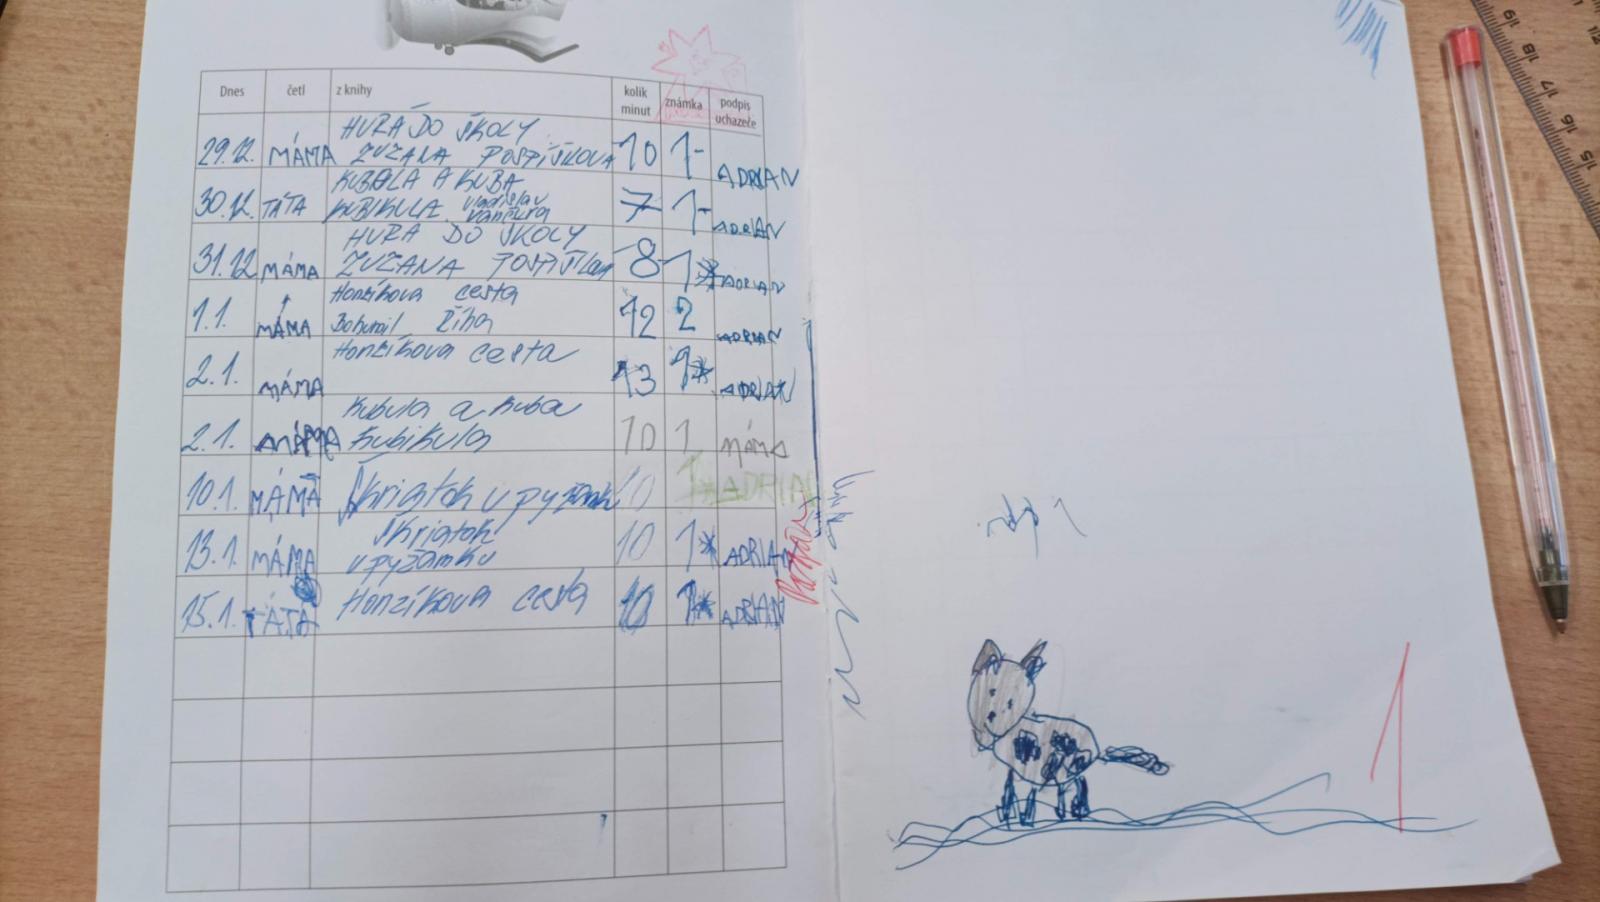 Dnes četl z knihy kolik minut známka podpis uchazeče
HURÁ DO ŠKOLY
29.12. MÁMA ZUZANA POSPÍŠILOVÁ 10 1- ADRIAN
KUBULA A KUBA
30.12. TÁTA KUBIKULA Vladislav Vančura 7 1- ADRIAN
HURÁ DO ŠKOLY
31.12 MÁMA ZUZANA 8 1* ADRIAN
Honzíkova cesta
1.1. MÁMA Bohumil Říha 12 2 ADRIAN
Honzíkova cesta
2.1. MÁMA 13 1* ADRIAN
Kubula a Kuba
2.1. Kubikula 10 1 MÁMA
10.1. MÁMA Škriatok v pyžamku 10 1* ADRIAN
Škriatok
13.1. MÁMA v pyžamku 10 1* ADRIAN
15.1. TÁTA Honzíkova cesta 10 1* ADRIAN
1